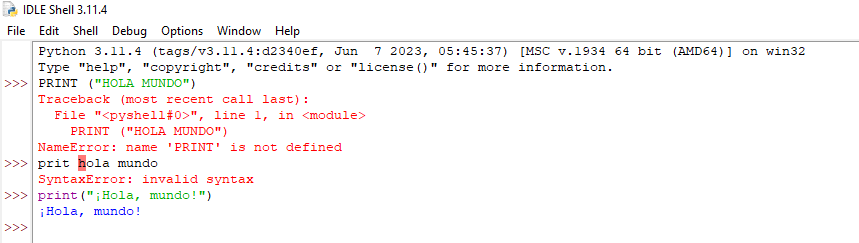 IDLE Shell 3.11.4
File Edit Shell Debug Options Window Help
Python 3.11.4 (tags/v3.11.4:d2340ef, Jun  7 2023, 05:45:37) [MSC v.1934 64 bit (AMD64)] on win32
Type "help", "copyright", "credits" or "license()" for more information.
>>> PRINT ("HOLA MUNDO")
Traceback (most recent call last):
  File "<pyshell#0>", line 1, in <module>
    PRINT ("HOLA MUNDO")
NameError: name 'PRINT' is not defined
>>> prit hola mundo
SyntaxError: invalid syntax
>>> print("¡Hola, mundo!")
¡Hola, mundo!
>>>